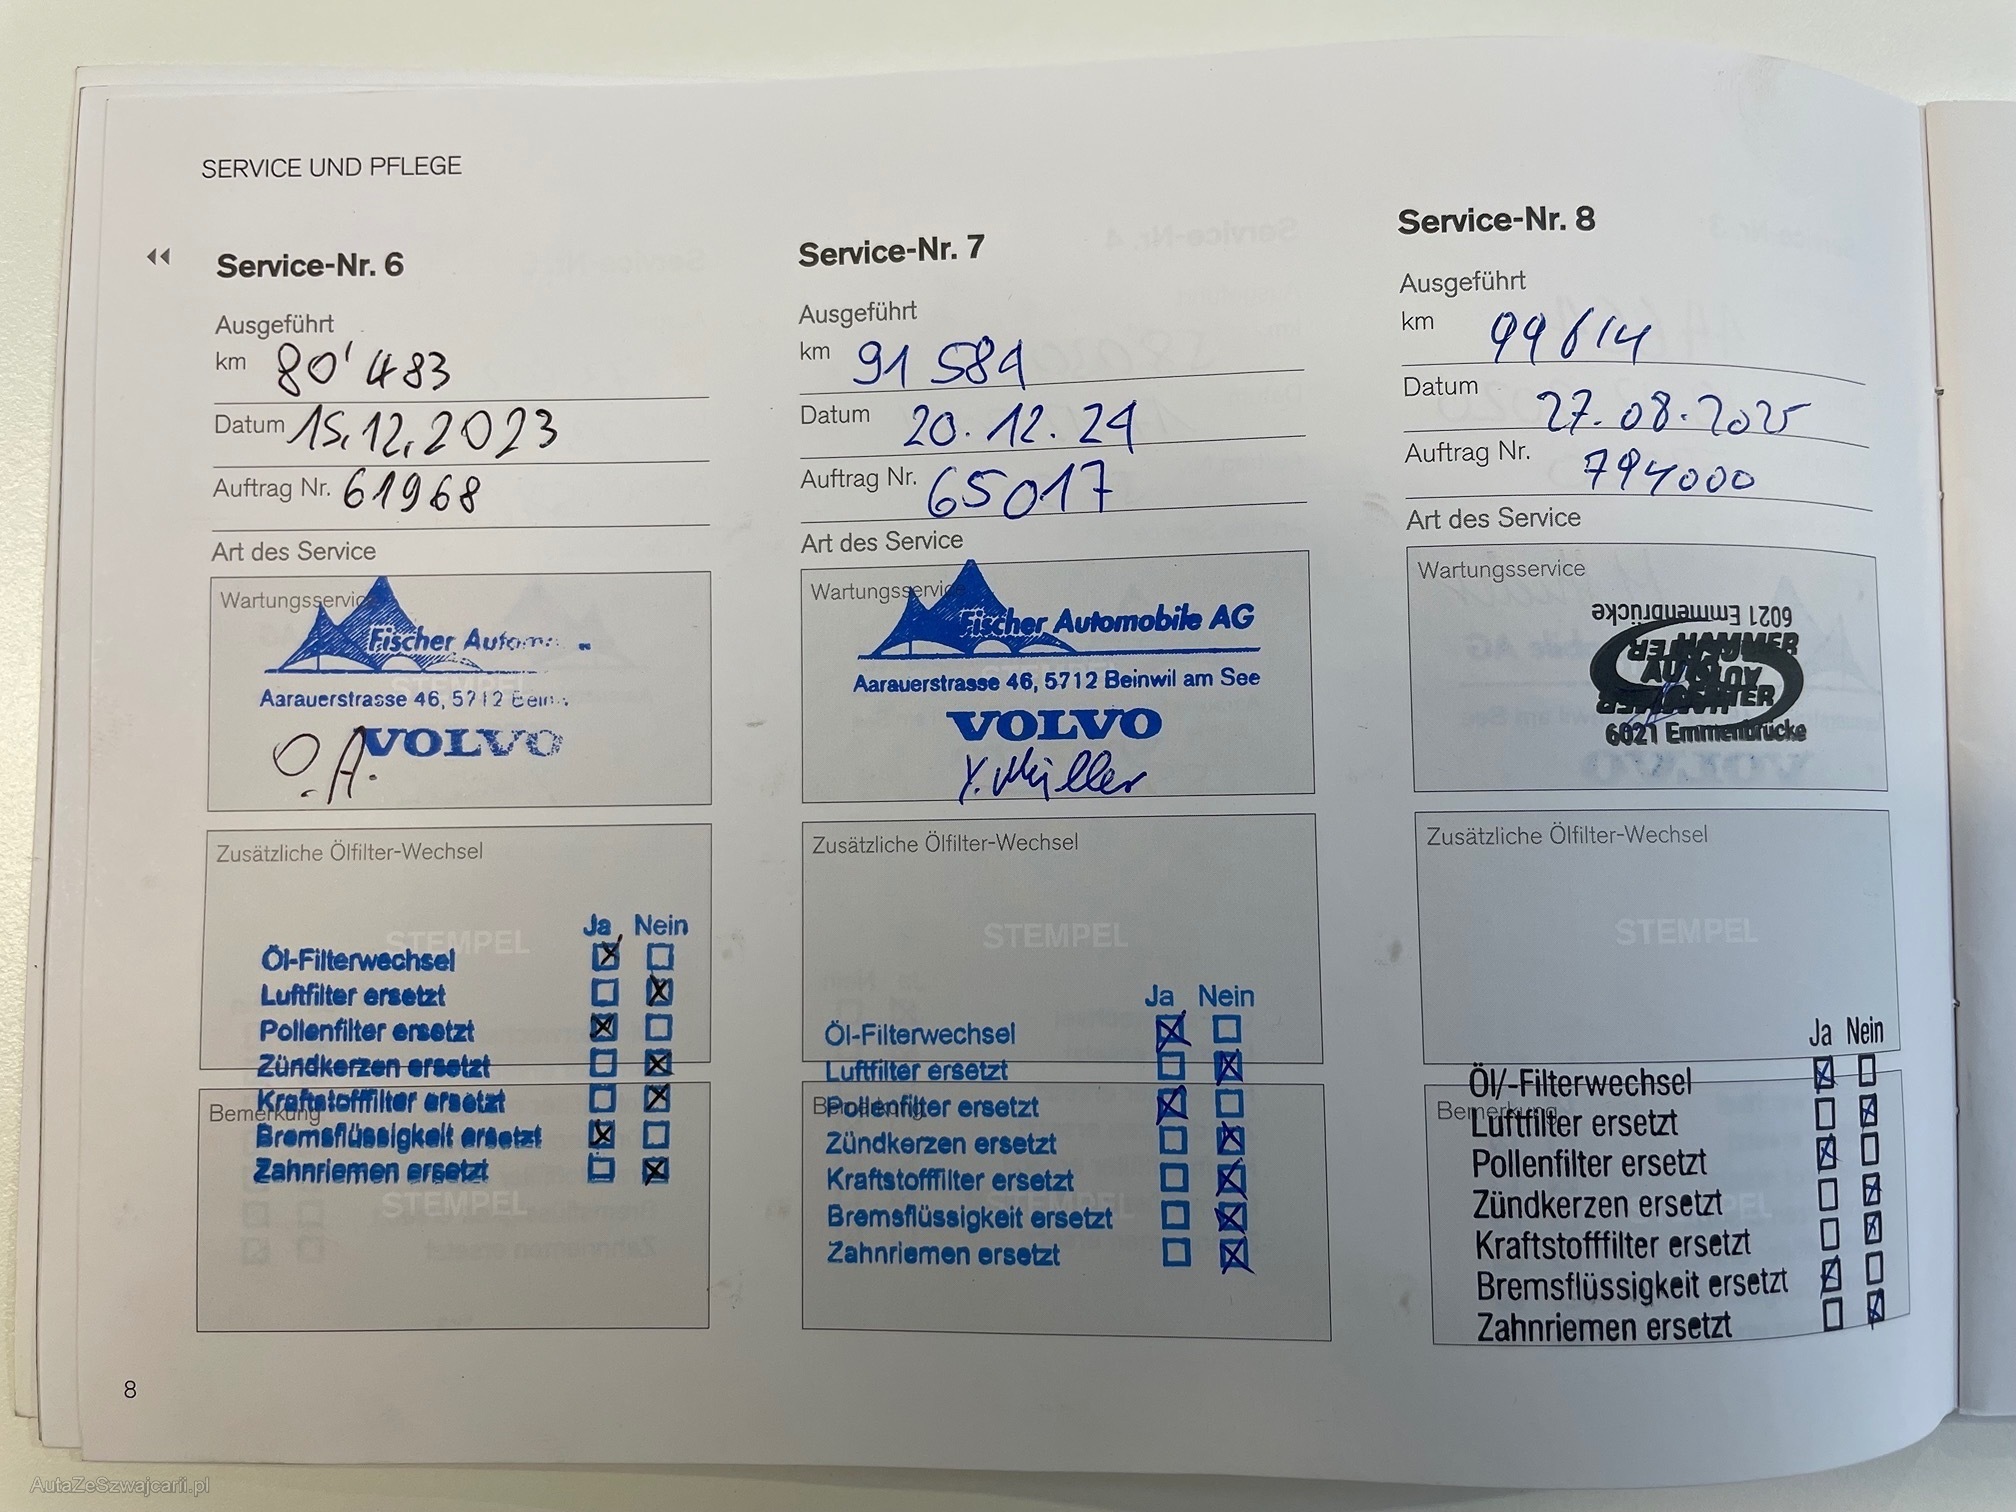 SERVICE UND PFLEGE
Service-Nr. 6
Ausgeführt
km 80'483
Datum 15.12.2023
Auftrag Nr. 61968
Art des Service
Wartungsservice
Fischer
Aarauerstrasse 46, 5712
VOLVO
O.A.
Zusätzliche Ölfilter-Wechsel
STEMPEL
Ja Nein
Öl-Filterwechsel
Luftfilter ersetzt
Pollenfilter ersetzt
Zündkerzen ersetzt
Kraftstofffilter ersetzt
Bemerkung
Bremsflüssigkeit ersetzt
Zahnriemen ersetzt
STEMPEL
Service-Nr. 7
Ausgeführt
km 91 584
Datum 20.12.24
Auftrag Nr. 65017
Art des Service
Wartungsservice
Fischer Automobile AG
Aarauerstrasse 46, 5712 Beinwil am See
VOLVO
Y. Müller
Zusätzliche Ölfilter-Wechsel
STEMPEL
Ja Nein
Öl-Filterwechsel
Luftfilter ersetzt
Bemerkung
Pollenfilter ersetzt
Zündkerzen ersetzt
Kraftstofffilter ersetzt
Bremsflüssigkeit ersetzt
Zahnriemen ersetzt
Service-Nr. 8
Ausgeführt
km 99614
Datum 27.08.2025
Auftrag Nr. 794000
Art des Service
Wartungsservice
6021 Emmenbrücke
HAMMER
6021 Emmenbrücke
Zusätzliche Ölfilter-Wechsel
STEMPEL
Ja Nein
Öl/-Filterwechsel
Bemerkung
Luftfilter ersetzt
Pollenfilter ersetzt
Zündkerzen ersetzt
Kraftstofffilter ersetzt
Bremsflüssigkeit ersetzt
Zahnriemen ersetzt
8
AutaZeSzwajcarii.pl